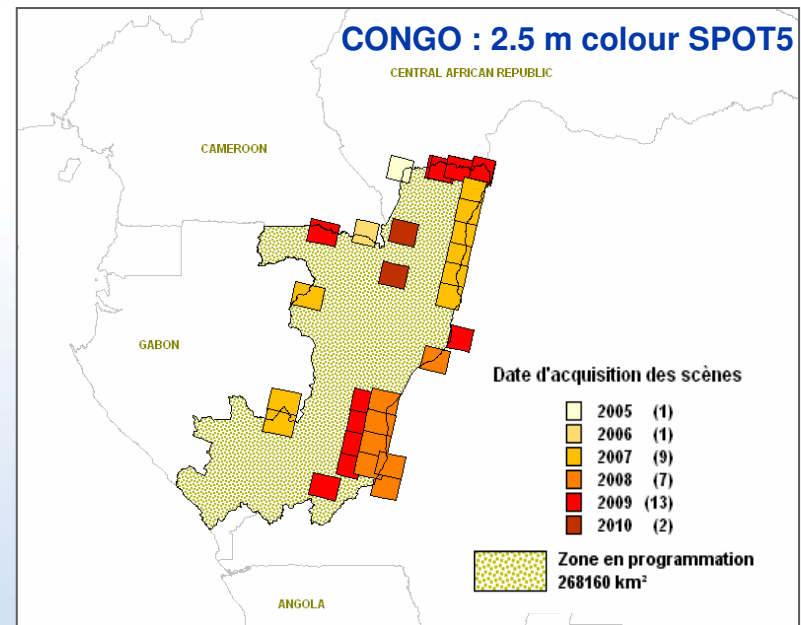 CONGO : 2.5 m colour SPOT5
CENTRAL AFRICAN REPUBLIC
CAMEROON
GABON
Date d'acquisition des scènes
2005 (1)
2006 (1)
2007 (9)
2008 (7)
2009 (13)
2010 (2)
Zone en programmation
268160 km²
ANGOLA